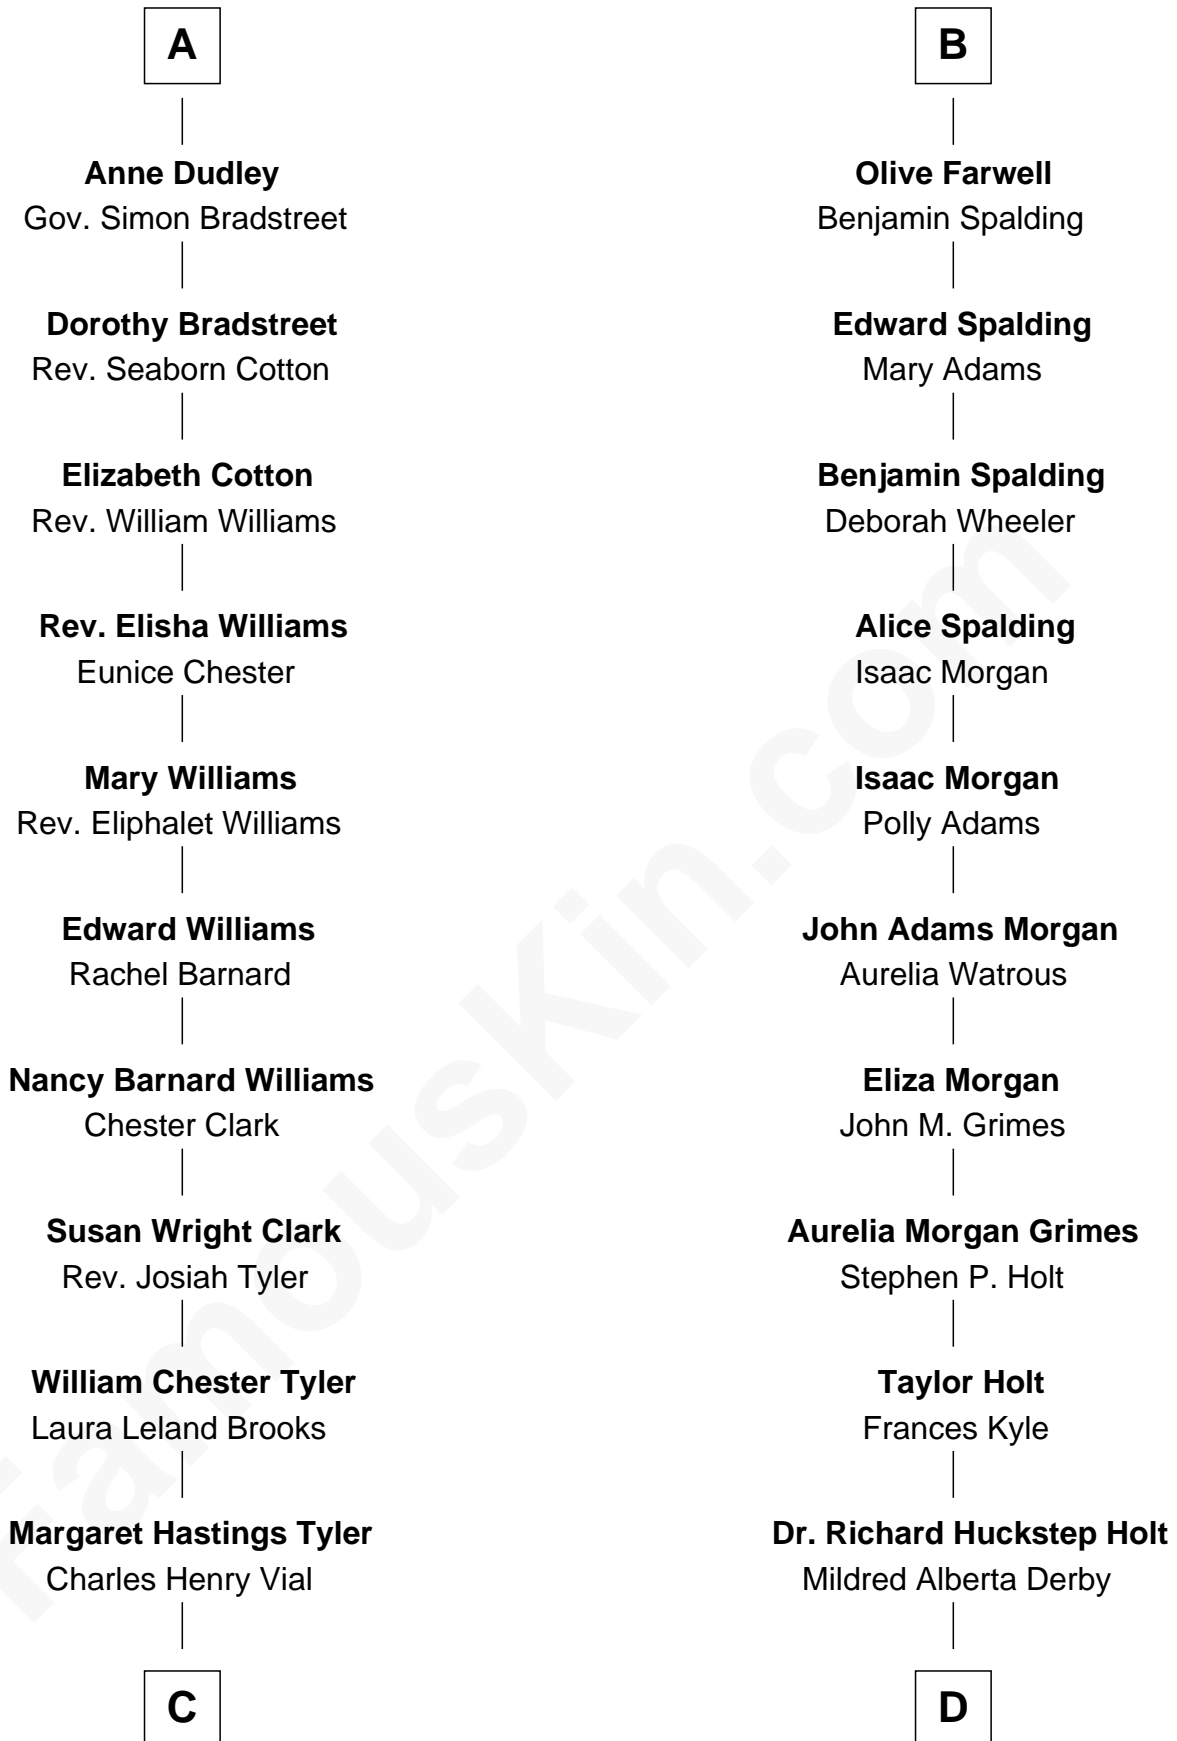 A
Anne Dudley
Gov. Simon Bradstreet
Dorothy Bradstreet
Rev. Seaborn Cotton
Elizabeth Cotton
Rev. William Williams
Rev. Elisha Williams
Eunice Chester
Mary Williams
Rev. Eliphalet Williams
Edward Williams
Rachel Barnard
Nancy Barnard Williams
Chester Clark
Susan Wright Clark
Rev. Josiah Tyler
William Chester Tyler
Laura Leland Brooks
Margaret Hastings Tyler
Charles Henry Vial
C
B
Olive Farwell
Benjamin Spalding
Edward Spalding
Mary Adams
Benjamin Spalding
Deborah Wheeler
Alice Spalding
Isaac Morgan
Isaac Morgan
Polly Adams
John Adams Morgan
Aurelia Watrous
Eliza Morgan
John M. Grimes
Aurelia Morgan Grimes
Stephen P. Holt
Taylor Holt
Frances Kyle
Dr. Richard Huckstep Holt
Mildred Alberta Derby
D
FamousKin.com